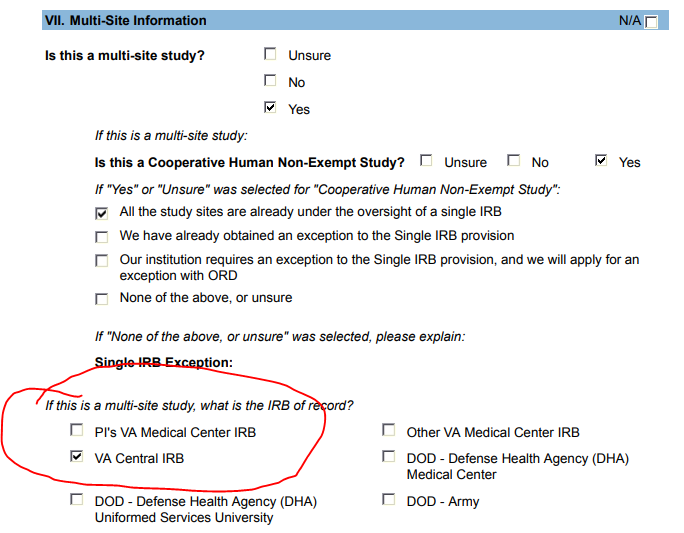 VII. Multi-Site Information N/A
Is this a multi-site study? Unsure
No
Yes
If this is a multi-site study:
Is this a Cooperative Human Non-Exempt Study? Unsure No Yes
If "Yes" or "Unsure" was selected for "Cooperative Human Non-Exempt Study":
All the study sites are already under the oversight of a single IRB
We have already obtained an exception to the Single IRB provision
Our institution requires an exception to the Single IRB provision, and we will apply for an
exception with ORD
None of the above, or unsure
If "None of the above, or unsure" was selected, please explain:
Single IRB Exception:
If this is a multi-site study, what is the IRB of record?
PI's VA Medical Center IRB Other VA Medical Center IRB
VA Central IRB DOD - Defense Health Agency (DHA)
Medical Center
DOD - Defense Health Agency (DHA) DOD - Army
Uniformed Services University